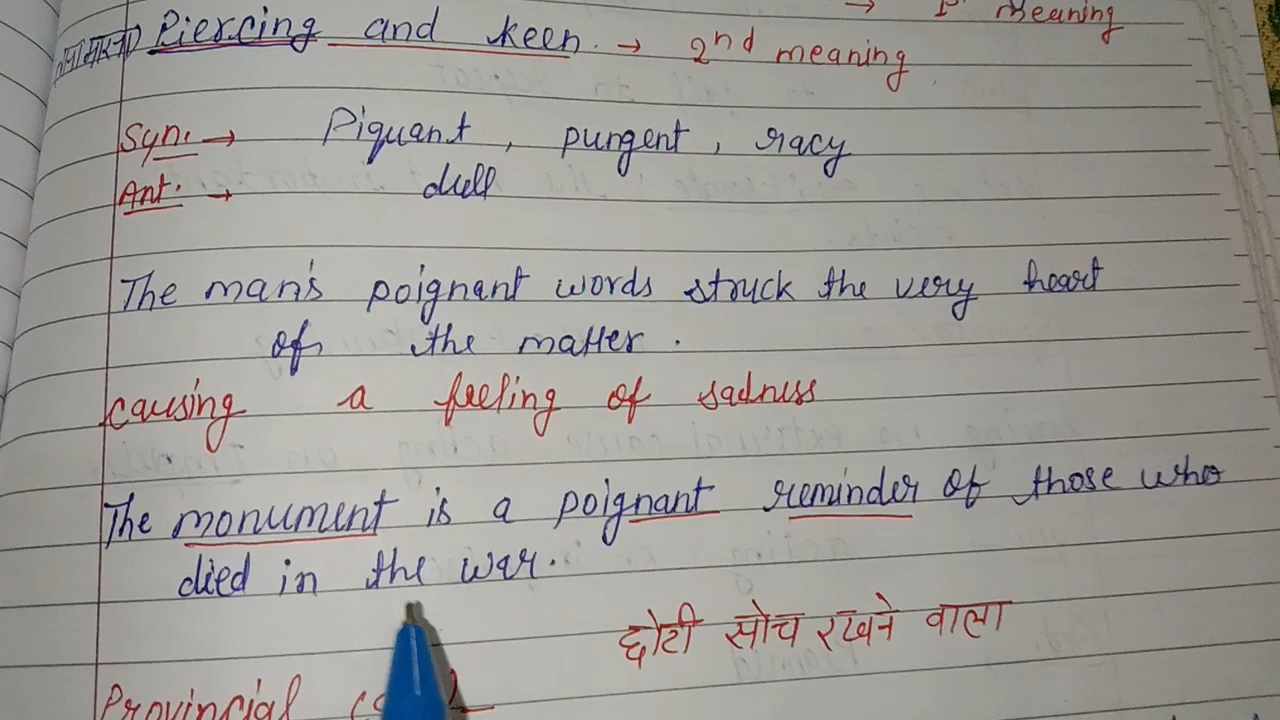 → 1st Meaning
Piercing and keen. → 2nd meaning
Syn. → Piquant, pungent, racy
Ant. → dull
The man's poignant words struck the very heart
of the matter.
causing a feeling of sadness
The monument is a poignant reminder of those who
died in the war.
छोटी सोच रखने वाला
Provincial